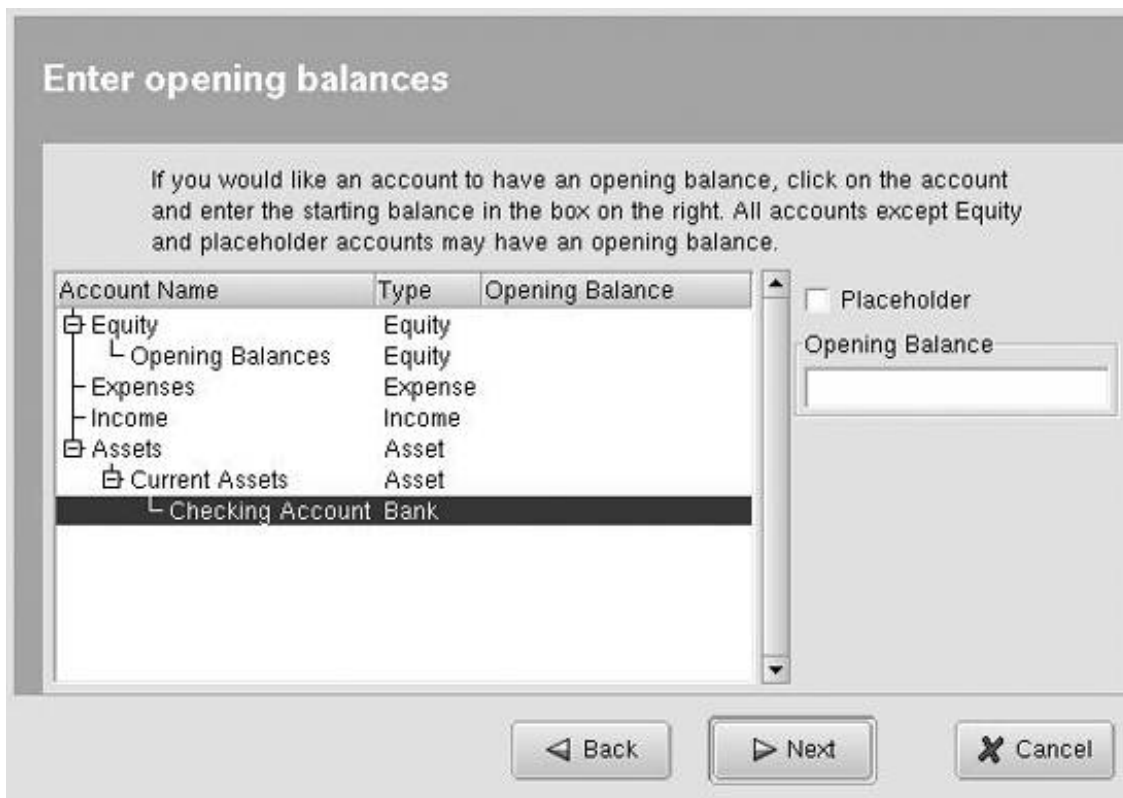 Enter opening balances
If you would like an account to have an opening balance, click on the account
and enter the starting balance in the box on the right. All accounts except Equity
and placeholder accounts may have an opening balance.
Account Name Type Opening Balance
Equity Equity
Opening Balances Equity
Expenses Expense
Income Income
Assets Asset
Current Assets Asset
Checking Account Bank
Placeholder
Opening Balance
Back Next Cancel